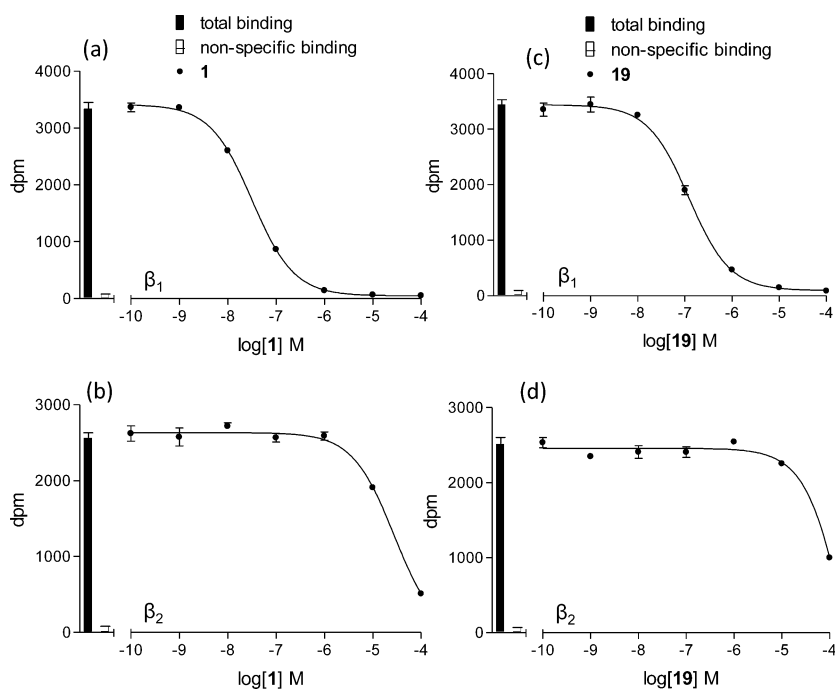 total binding
non-specific binding
1
(a)
4000
3000
2000
1000
0
dpm
β1
-10 -9 -8 -7 -6 -5 -4
log[1] M
total binding
non-specific binding
19
(c)
4000
3000
2000
1000
0
dpm
β1
-10 -9 -8 -7 -6 -5 -4
log[19] M
(b)
3000
2000
1000
0
dpm
β2
-10 -9 -8 -7 -6 -5 -4
log[1] M
(d)
3000
2000
1000
0
dpm
β2
-10 -9 -8 -7 -6 -5 -4
log[19] M